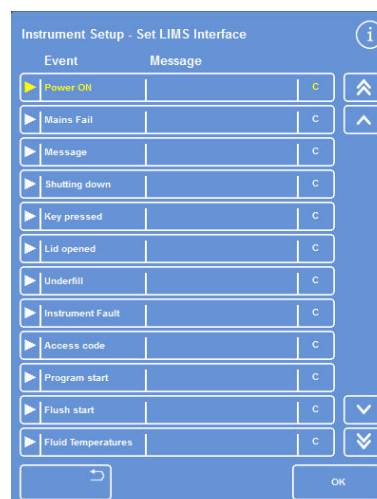 Instrument Setup - Set LIMS Interface
i
Event Message
Power ON C
Mains Fail C
Message C
Shutting down C
Key pressed C
Lid opened C
Underfill C
Instrument Fault C
Access code C
Program start C
Flush start C
Fluid Temperatures C
OK